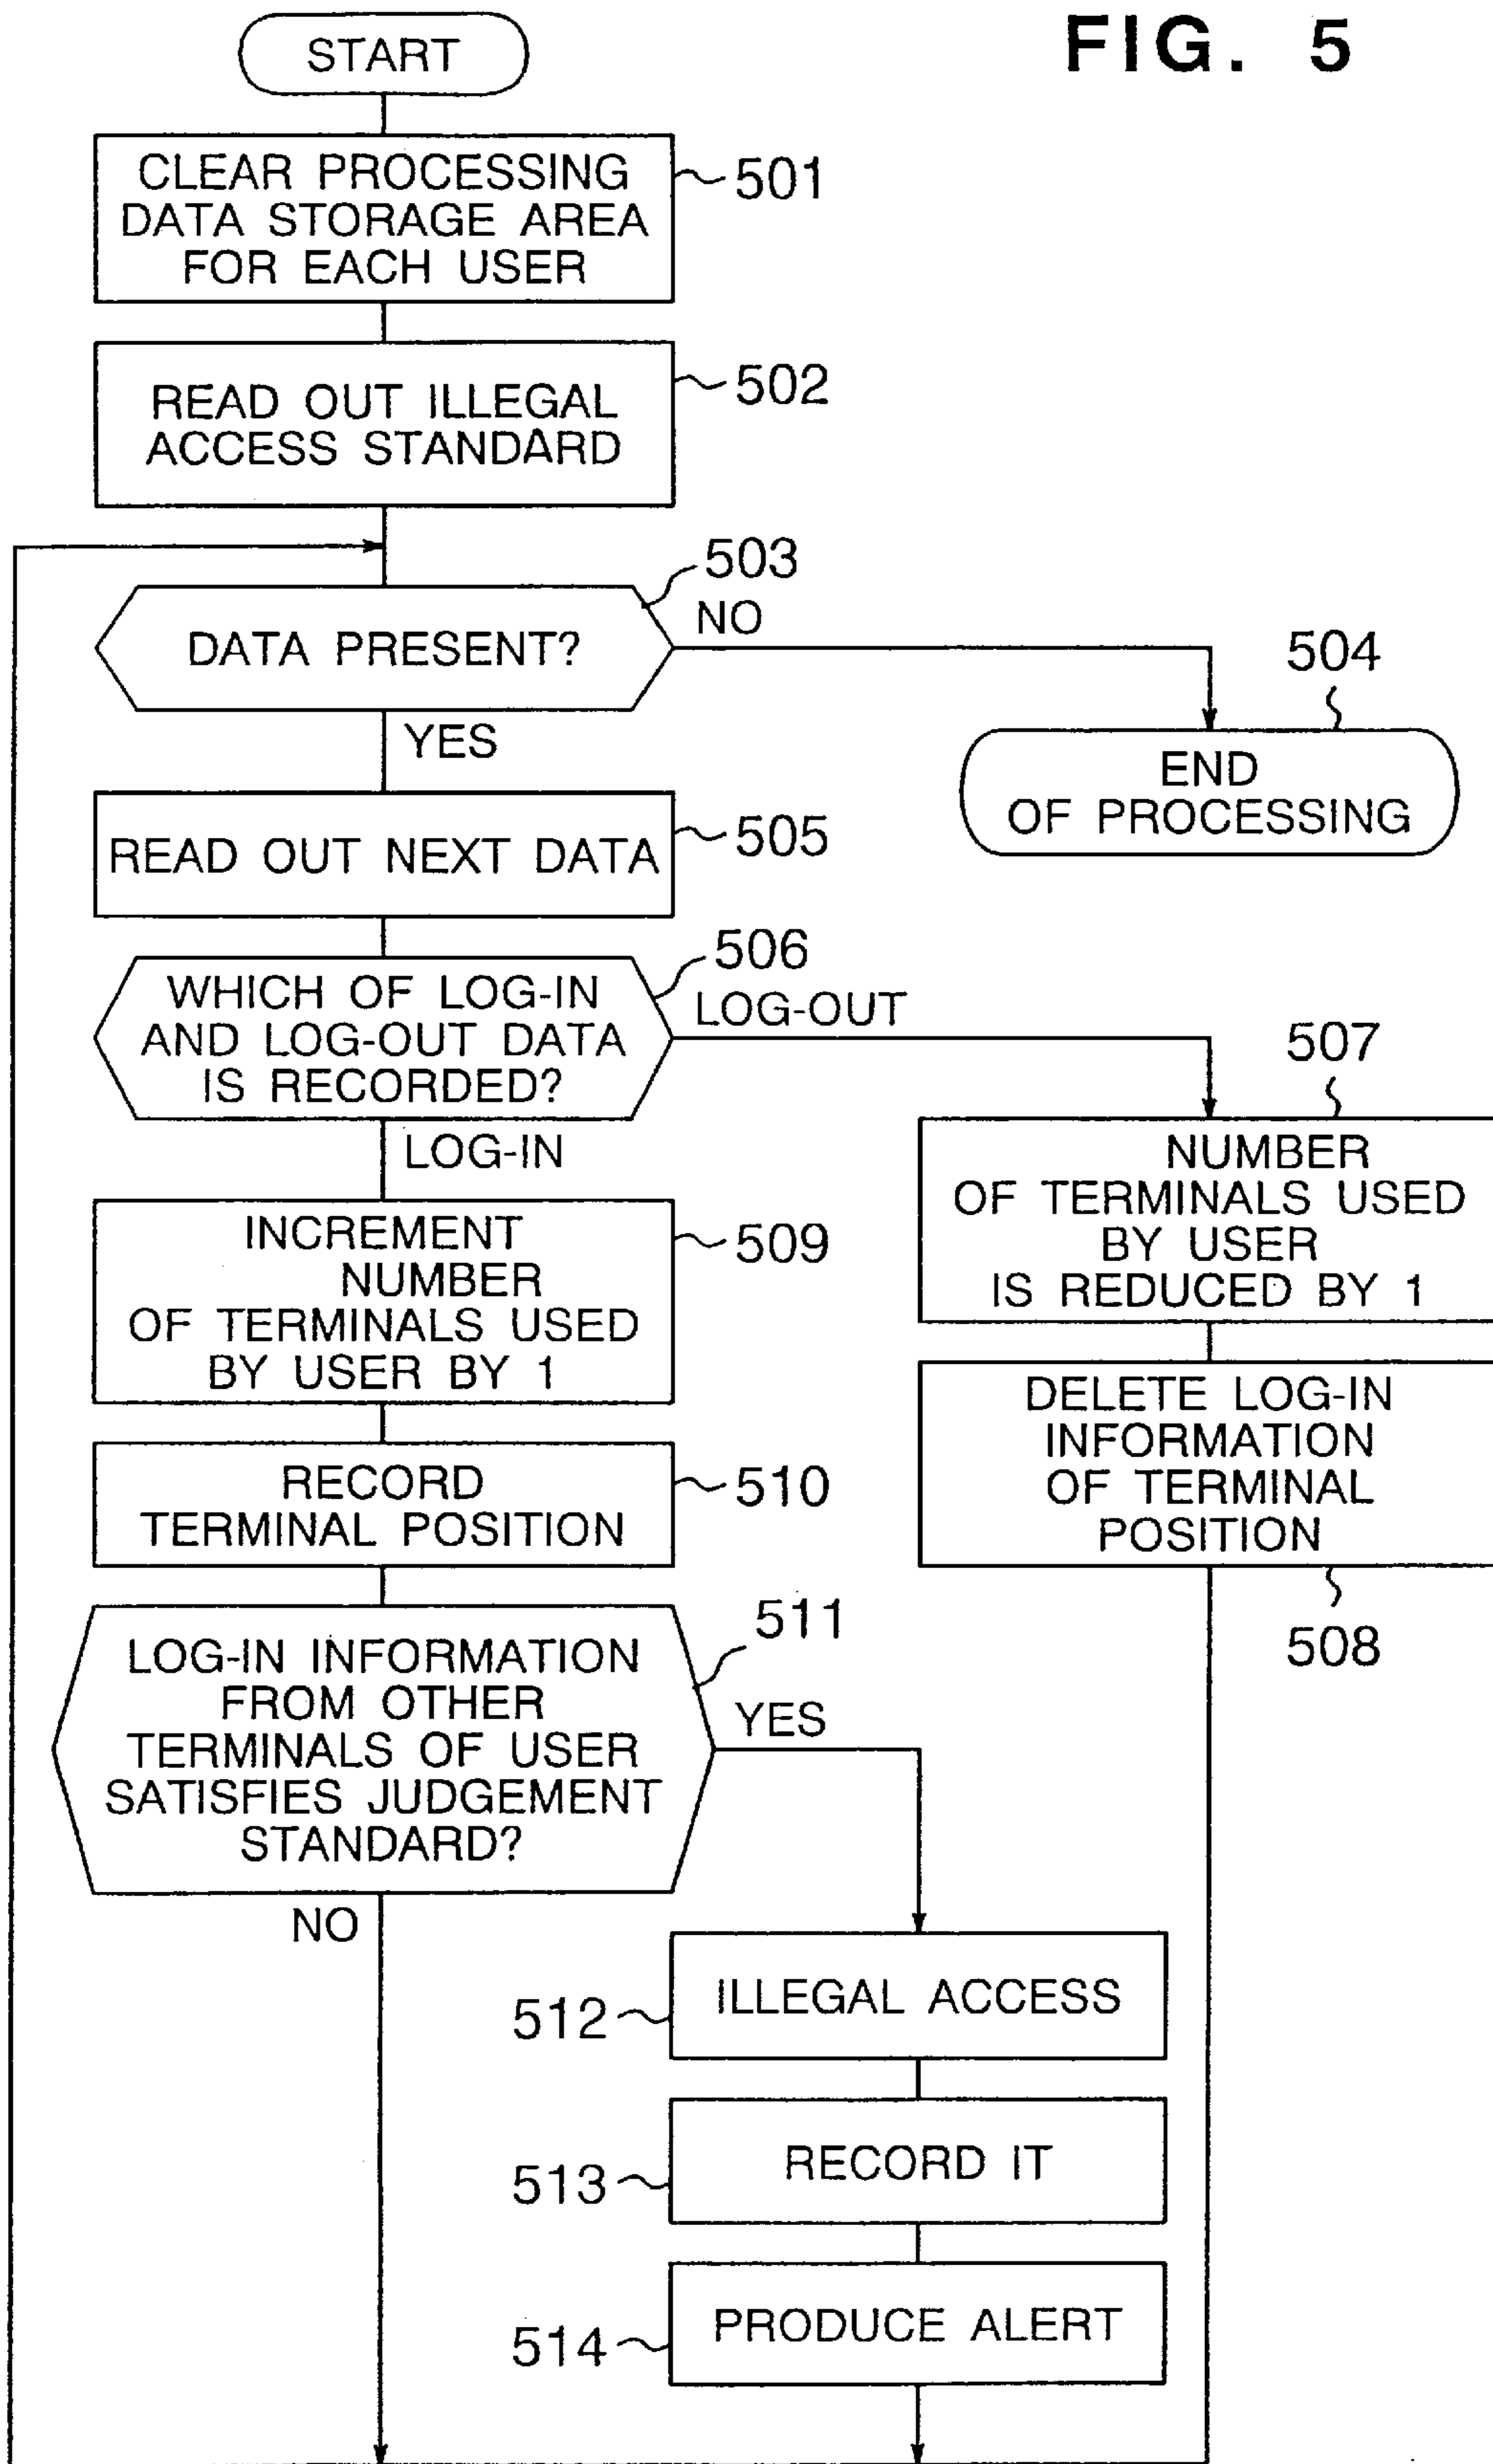 FIG. 5
START
CLEAR PROCESSING
DATA STORAGE AREA
FOR EACH USER
501
READ OUT ILLEGAL
ACCESS STANDARD
502
503
DATA PRESENT?
NO
YES
504
END
OF PROCESSING
READ OUT NEXT DATA
505
506
WHICH OF LOG-IN
AND LOG-OUT DATA
IS RECORDED?
LOG-OUT
LOG-IN
507
NUMBER
OF TERMINALS USED
BY USER
IS REDUCED BY 1
INCREMENT
NUMBER
OF TERMINALS USED
BY USER BY 1
509
DELETE LOG-IN
INFORMATION
OF TERMINAL
POSITION
508
RECORD
TERMINAL POSITION
510
511
LOG-IN INFORMATION
FROM OTHER
TERMINALS OF USER
SATISFIES JUDGEMENT
STANDARD?
YES
NO
ILLEGAL ACCESS
512
RECORD IT
513
PRODUCE ALERT
514